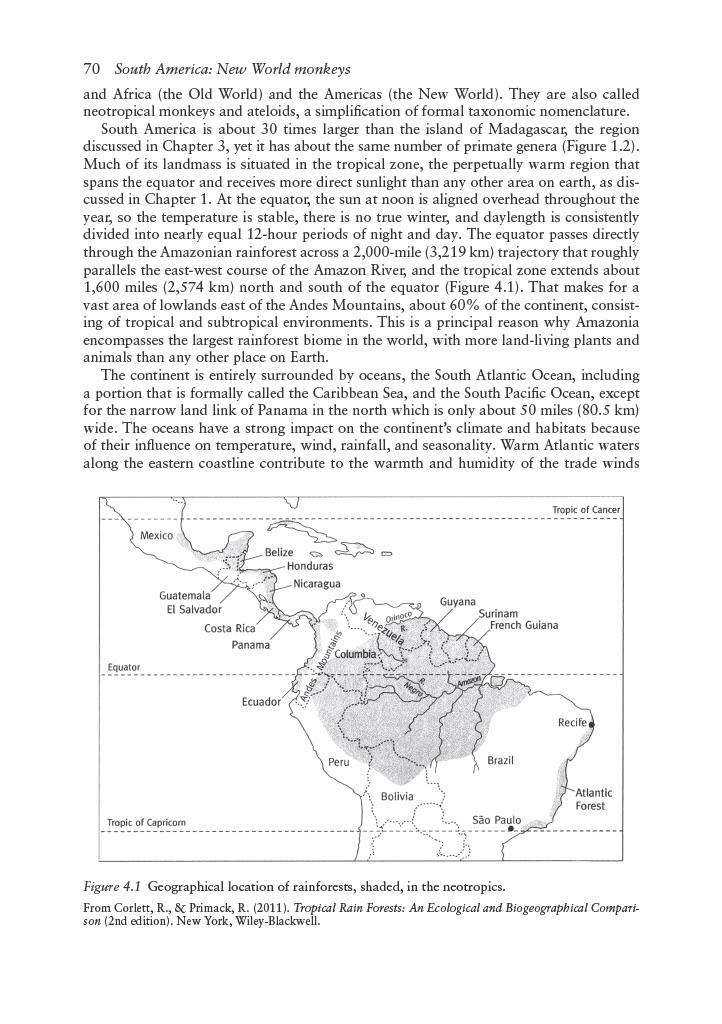 70 South America: New World monkeys
and Africa (the Old World) and the Americas (the New World). They are also called
neotropical monkeys and ateloids, a simplification of formal taxonomic nomenclature.
South America is about 30 times larger than the island of Madagascar, the region
discussed in Chapter 3, yet it has about the same number of primate genera (Figure 1.2).
Much of its landmass is situated in the tropical zone, the perpetually warm region that
spans the equator and receives more direct sunlight than any other area on earth, as dis-
cussed in Chapter 1. At the equator, the sun at noon is aligned overhead throughout the
year, so the temperature is stable, there is no true winter, and daylength is consistently
divided into nearly equal 12-hour periods of night and day. The equator passes directly
through the Amazonian rainforest across a 2,000-mile (3,219 km) trajectory that roughly
parallels the east-west course of the Amazon River, and the tropical zone extends about
1,600 miles (2,574 km) north and south of the equator (Figure 4.1). That makes for a
vast area of lowlands east of the Andes Mountains, about 60% of the continent, consist-
ing of tropical and subtropical environments. This is a principal reason why Amazonia
encompasses the largest rainforest biome in the world, with more land-living plants and
animals than any other place on Earth.
The continent is entirely surrounded by oceans, the South Atlantic Ocean, including
a portion that is formally called the Caribbean Sea, and the South Pacific Ocean, except
for the narrow land link of Panama in the north which is only about 50 miles (80.5 km)
wide. The oceans have a strong impact on the continent's climate and habitats because
of their influence on temperature, wind, rainfall, and seasonality. Warm Atlantic waters
along the eastern coastline contribute to the warmth and humidity of the trade winds
Tropic of Cancer
Mexico
Belize
Honduras
Nicaragua
Guatemala
El Salvador
Costa Rica
Panama
Venezuela
Orinoco
R.
Guyana
Surinam
French Guiana
Columbia
Andes Mountains
Equator
Ecuador
R.
Negro
Amazon
Recife
Peru
Brazil
Bolivia
Atlantic
Forest
São Paulo
Tropic of Capricorn
Figure 4.1 Geographical location of rainforests, shaded, in the neotropics.
From Corlett, R., & Primack, R. (2011). Tropical Rain Forests: An Ecological and Biogeographical Compari-
son (2nd edition). New York, Wiley-Blackwell.